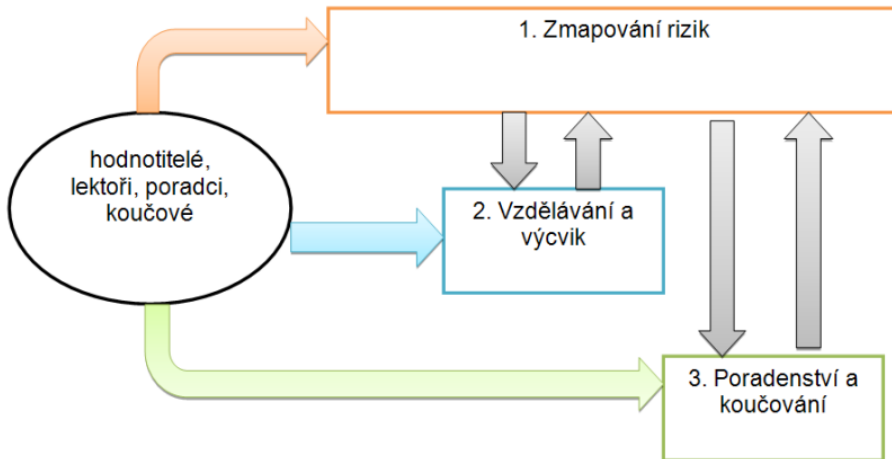 1. Zmapování rizik
hodnotitelé,
lektoři, poradci,
koučové
2. Vzdělávání a
výcvik
3. Poradenství a
koučování